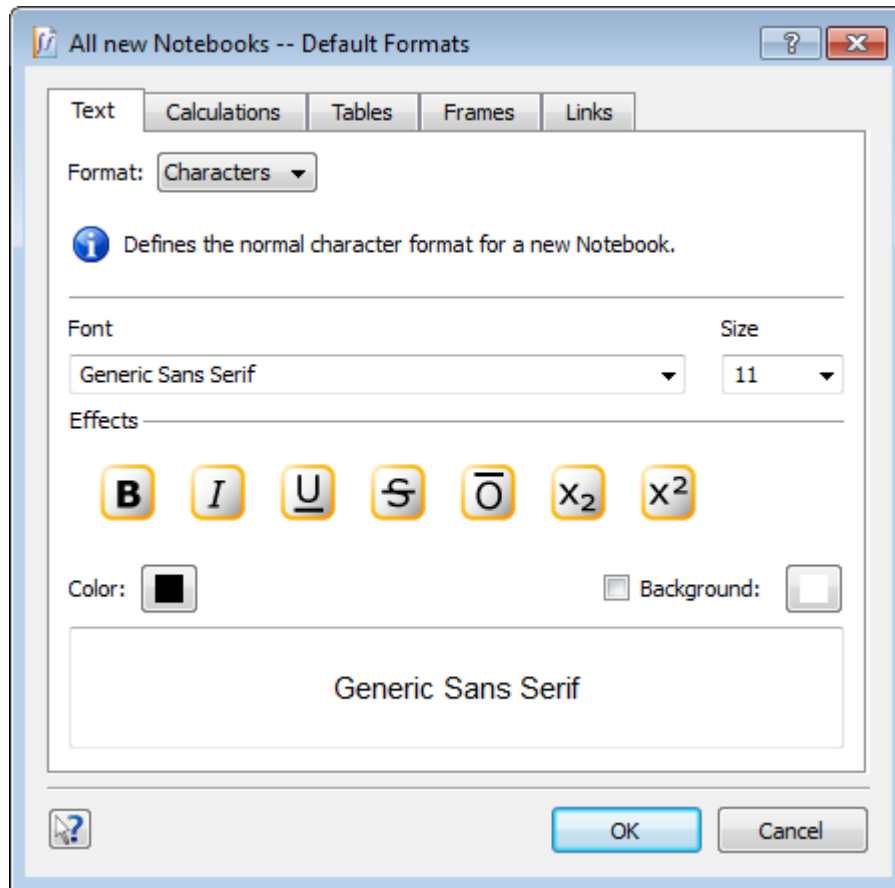 All new Notebooks -- Default Formats
Text Calculations Tables Frames Links
Format: Characters
Defines the normal character format for a new Notebook.
Font Size
Generic Sans Serif 11
Effects
B I U S O X₂ X²
Color: Background:
Generic Sans Serif
OK Cancel